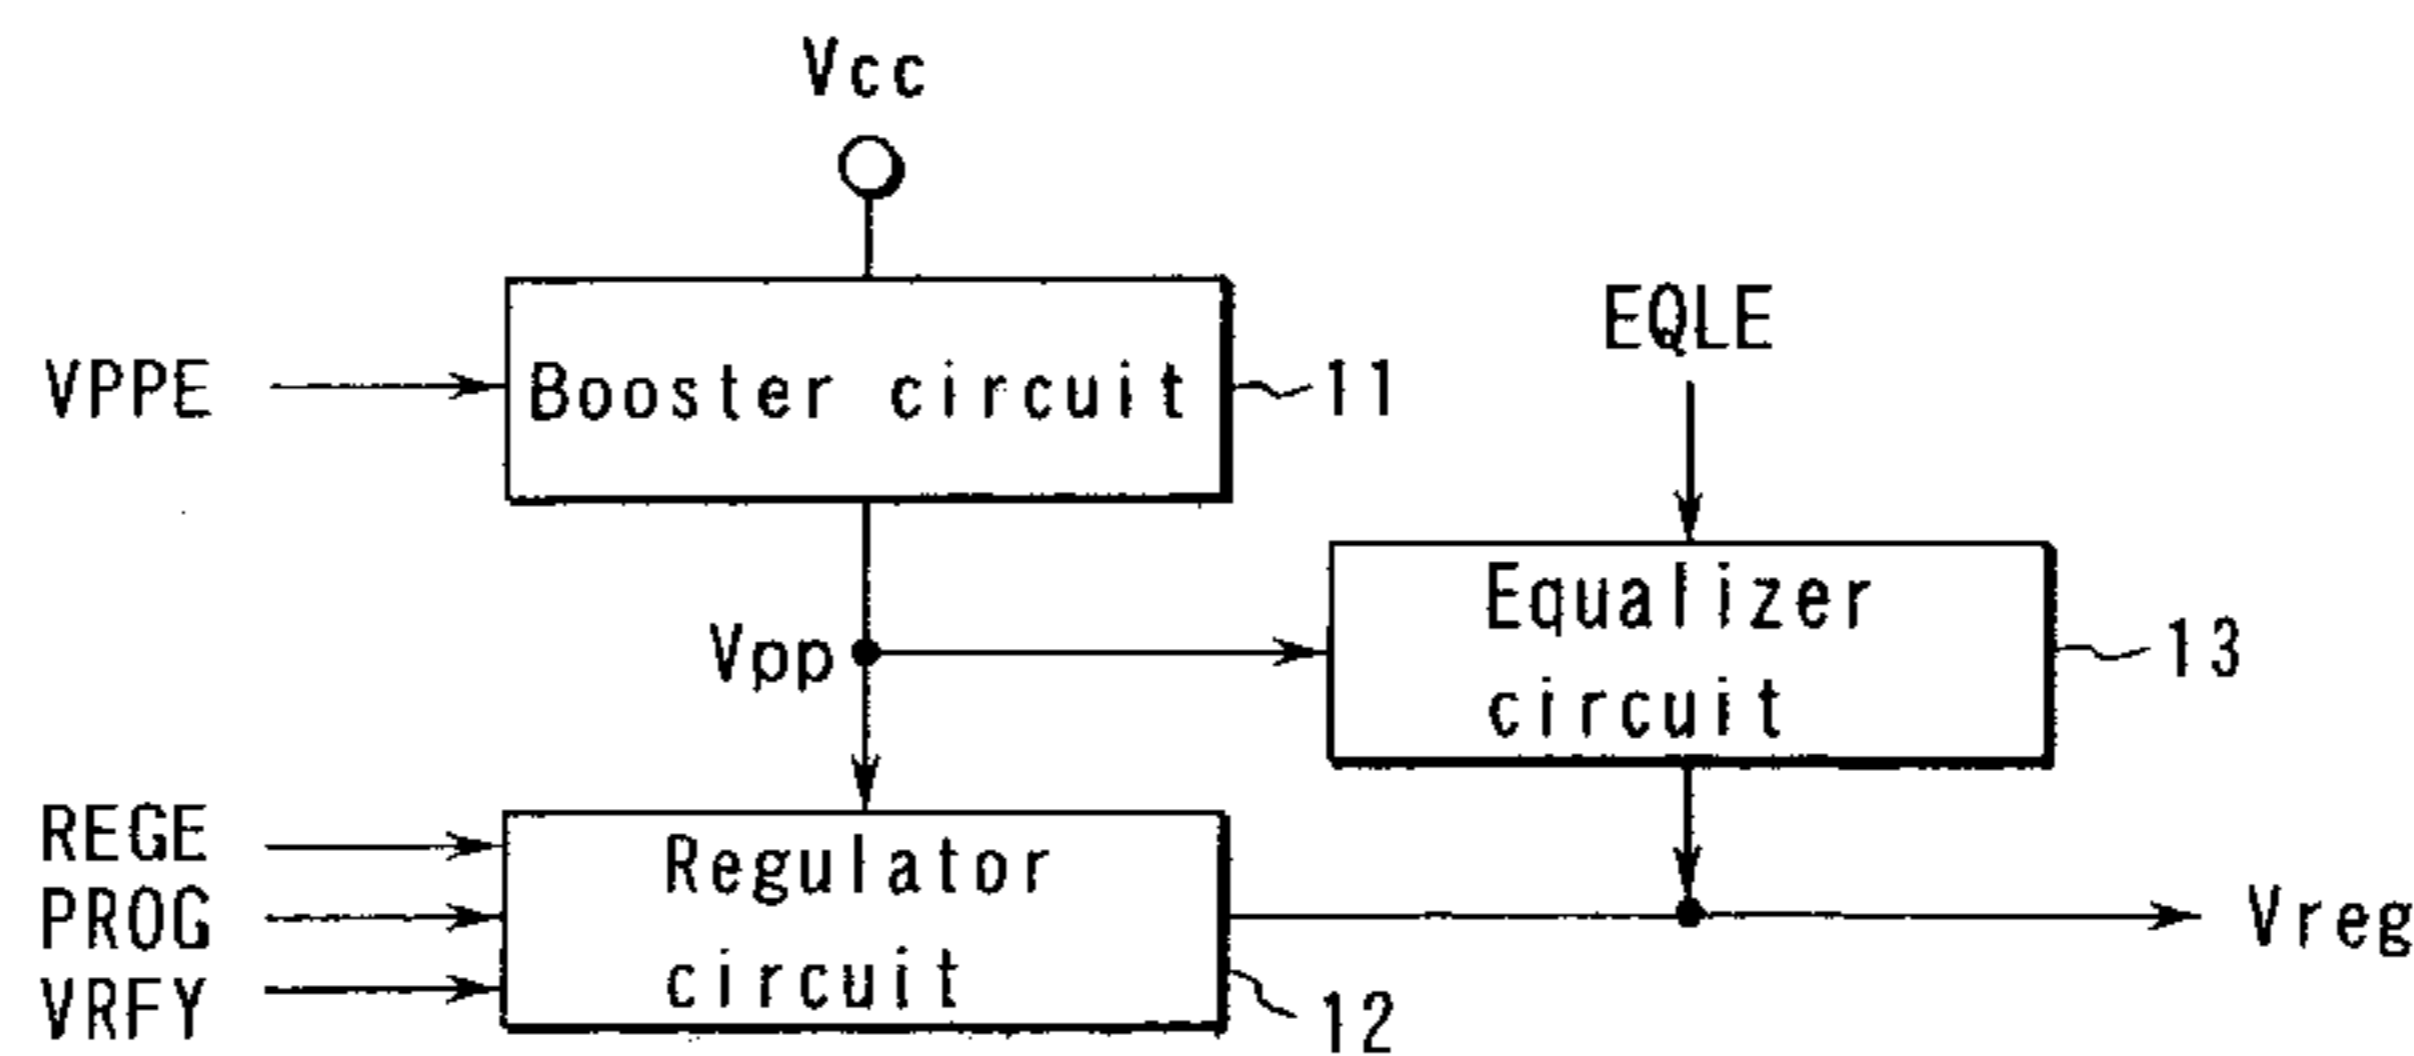 Vcc
VPPE
Booster circuit
11
EQLE
Equalizer
circuit
13
Vpp
REGE
PROG
VRFY
Regulator
circuit
12
Vreg